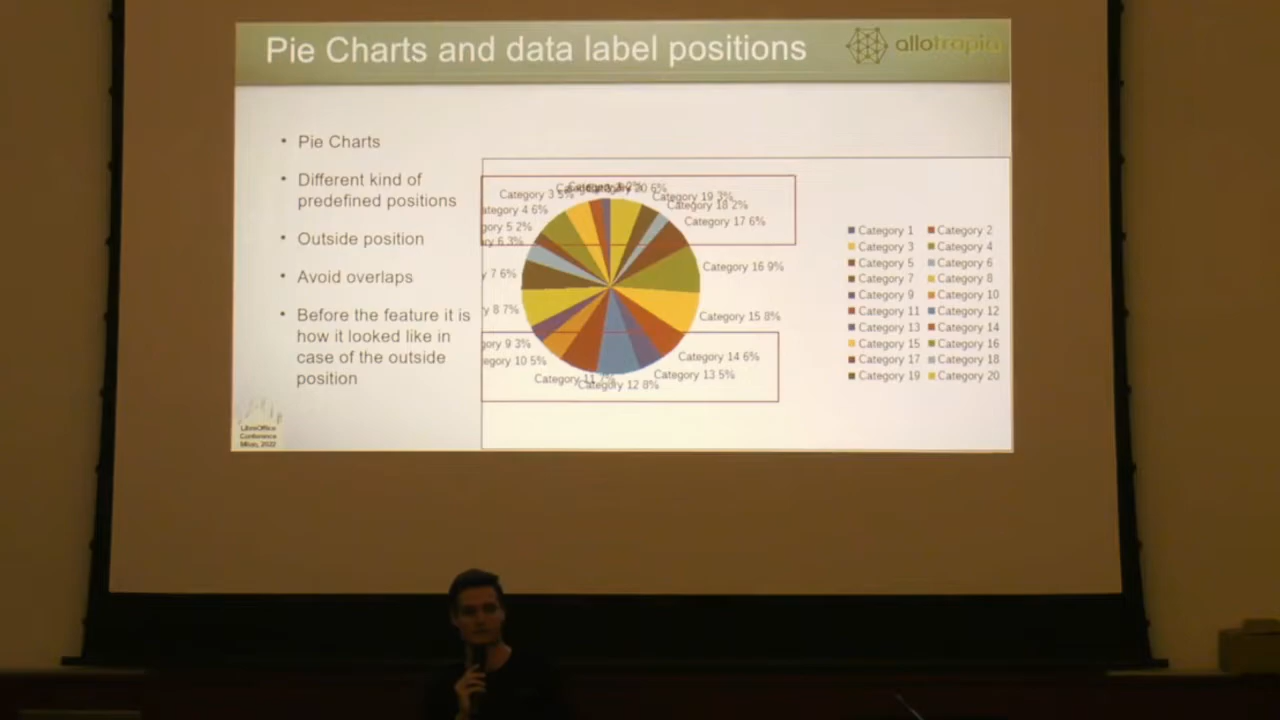 Pie Charts and data label positions
allotropia
• Pie Charts
• Different kind of
predefined positions
• Outside position
• Avoid overlaps
• Before the feature it is
how it looked like in
case of the outside
position
Category 3 5%
20 6%
Category 19 3%
Category 18 2%
Category 17 6%
ategory 4 6%
gory 5 2%
ry 6 3%
y 7 6%
y 8 7%
gory 9 3%
egory 10 5%
Category 11
Category 12 8%
Category 13 5%
Category 14 6%
Category 15 8%
Category 16 9%
Category 1 Category 2
Category 3 Category 4
Category 5 Category 6
Category 7 Category 8
Category 9 Category 10
Category 11 Category 12
Category 13 Category 14
Category 15 Category 16
Category 17 Category 18
Category 19 Category 20
LibreOffice
Conference
Milan, 2022